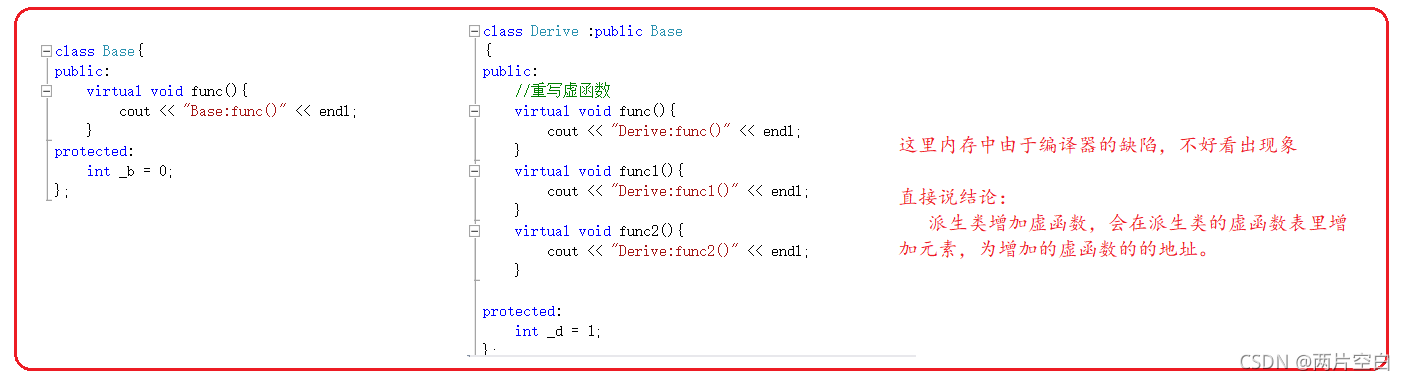 class Base{
public:
virtual void func(){
cout << "Base:func()" << endl;
}
protected:
int _b = 0;
};
class Derive :public Base
{
public:
//重写虚函数
virtual void func(){
cout << "Derive:func()" << endl;
}
virtual void func1(){
cout << "Derive:func1()" << endl;
}
virtual void func2(){
cout << "Derive:func2()" << endl;
}
protected:
int _d = 1;
};
这里内存中由于编译器的缺陷，不好看出现象
直接说结论：
派生类增加虚函数，会在派生类的虚函数表里增
加元素，为增加的虚函数的的地址。
CSDN @两片空白